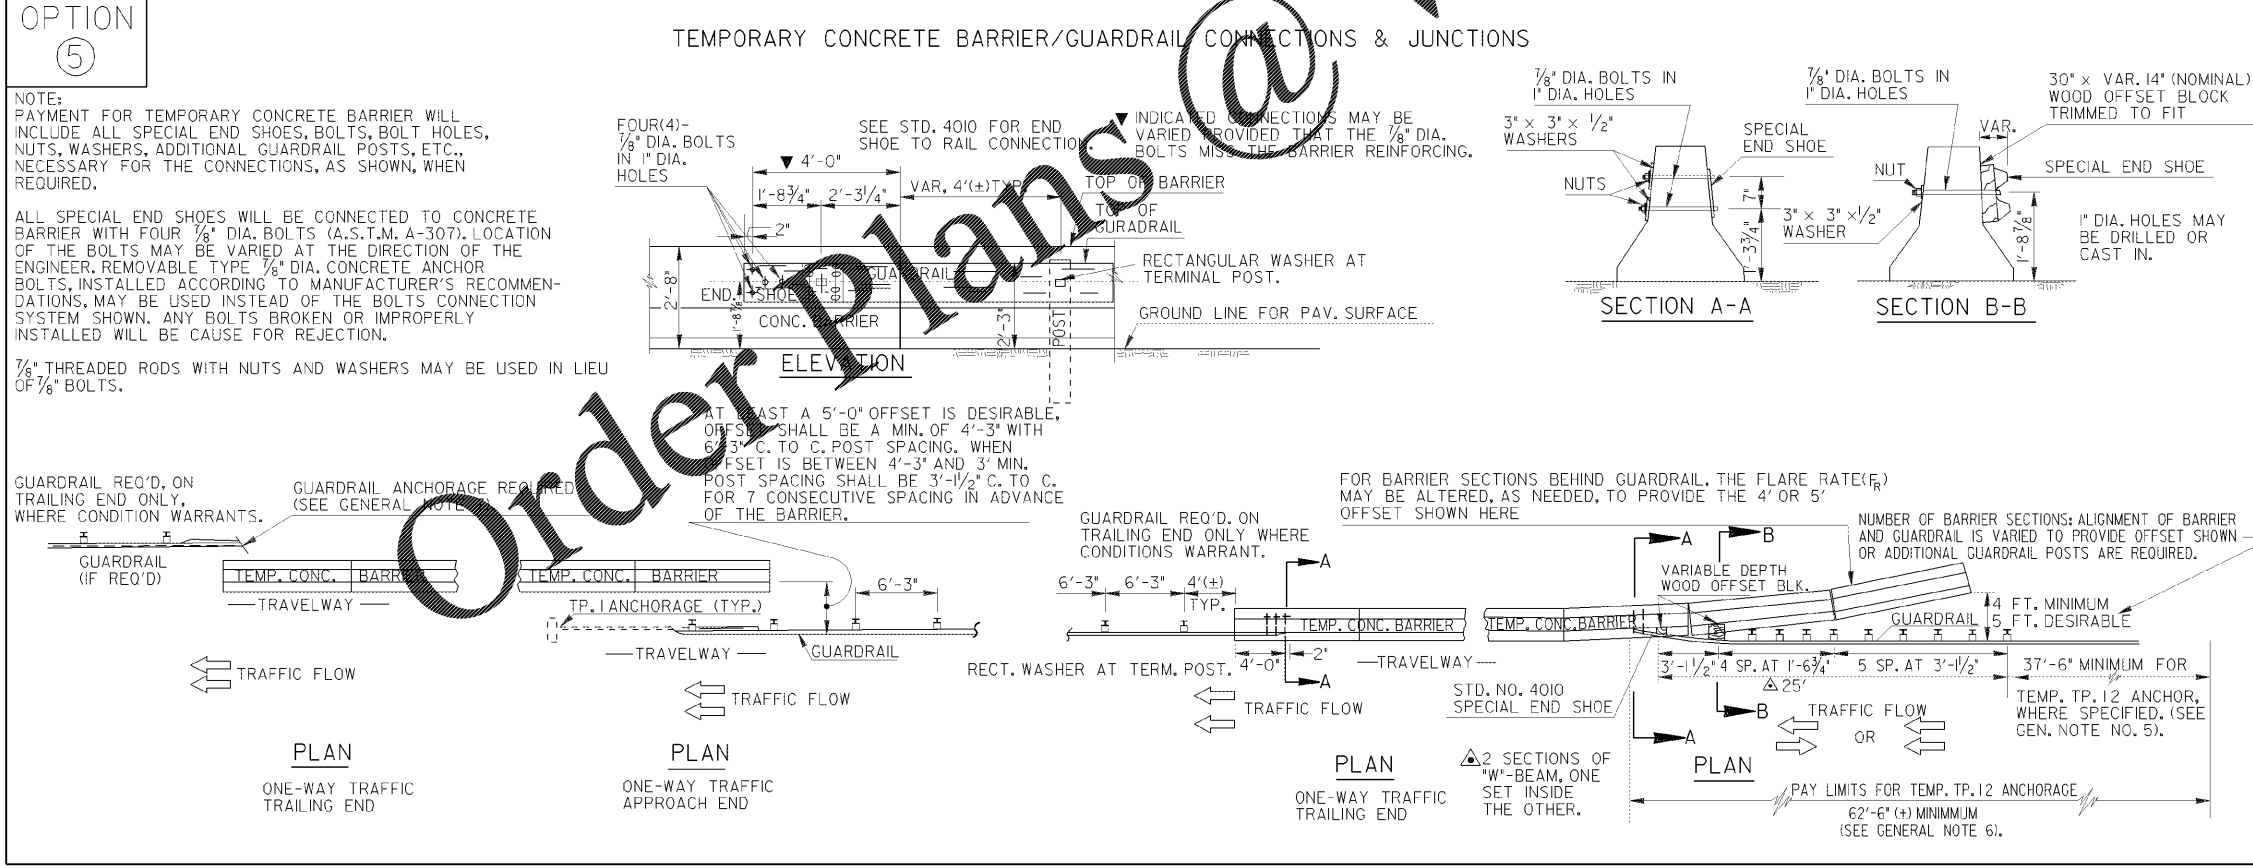 OPTION
5
TEMPORARY CONCRETE BARRIER/GUARDRAIL CONNECTIONS & JUNCTIONS
NOTE:
PAYMENT FOR TEMPORARY CONCRETE BARRIER WILL
INCLUDE ALL SPECIAL END SHOES, BOLTS, BOLT HOLES,
NUTS, WASHERS, ADDITIONAL GUARDRAIL POSTS, ETC.,
NECESSARY FOR THE CONNECTIONS, AS SHOWN, WHEN
REQUIRED.
ALL SPECIAL END SHOES WILL BE CONNECTED TO CONCRETE
BARRIER WITH FOUR 7/8" DIA. BOLTS (A.S.T.M. A-307). LOCATION
OF THE BOLTS MAY BE VARIED AT THE DIRECTION OF THE
ENGINEER. REMOVABLE TYPE 7/8" DIA. CONCRETE ANCHOR
BOLTS, INSTALLED ACCORDING TO MANUFACTURER'S RECOMMEN-
DATIONS, MAY BE USED INSTEAD OF THE BOLTS CONNECTION
SYSTEM SHOWN. ANY BOLTS BROKEN OR IMPROPERLY
INSTALLED WILL BE CAUSE FOR REJECTION.
7/8" THREADED RODS WITH NUTS AND WASHERS MAY BE USED IN LIEU
OF 7/8" BOLTS.
FOUR(4)-
7/8" DIA. BOLTS
IN 1" DIA.
HOLES
SEE STD. 4010 FOR END
SHOE TO RAIL CONNECTION.
▼ INDICATED CONNECTIONS MAY BE
VARIED PROVIDED THAT THE 7/8" DIA.
BOLTS MISS THE BARRIER REINFORCING.
▼ 4'-0"
1'-8 3/4"
2'-3 1/4"
VAR, 4'(±)TYP.
2"
TOP OF BARRIER
TOP OF
GURADRAIL
RECTANGULAR WASHER AT
TERMINAL POST.
GROUND LINE FOR PAV. SURFACE
2'-8"
1'-8 7/8"
GUARDRAIL
END. SHOE
CONC. BARRIER
2'-3"
POST
ELEVATION
7/8" DIA. BOLTS IN
1" DIA. HOLES
3" × 3" × 1/2"
WASHERS
SPECIAL
END SHOE
NUTS
7"
1'-3 3/4"
SECTION A-A
7/8" DIA. BOLTS IN
1" DIA. HOLES
30" × VAR. 14" (NOMINAL)
WOOD OFFSET BLOCK
TRIMMED TO FIT
VAR.
NUT
SPECIAL END SHOE
3" × 3" ×1/2"
WASHER
1'-8 7/8"
1" DIA. HOLES MAY
BE DRILLED OR
CAST IN.
SECTION B-B
AT LEAST A 5'-0" OFFSET IS DESIRABLE,
OFFSET SHALL BE A MIN. OF 4'-3" WITH
6'-3" C. TO C. POST SPACING. WHEN
OFFSET IS BETWEEN 4'-3" AND 3' MIN.
POST SPACING SHALL BE 3'-1 1/2" C. TO C.
FOR 7 CONSECUTIVE SPACING IN ADVANCE
OF THE BARRIER.
GUARDRAIL REQ'D, ON
TRAILING END ONLY,
WHERE CONDITION WARRANTS.
GUARDRAIL ANCHORAGE REQUIRED
(SEE GENERAL NOTE
GUARDRAIL
(IF REQ'D)
TEMP. CONC. BARRIER
TRAVELWAY
TRAFFIC FLOW
PLAN
ONE-WAY TRAFFIC
TRAILING END
TEMP. CONC. BARRIER
TP. 1 ANCHORAGE (TYP.)
6'-3"
TRAVELWAY
GUARDRAIL
TRAFFIC FLOW
PLAN
ONE-WAY TRAFFIC
APPROACH END
GUARDRAIL REQ'D. ON
TRAILING END ONLY WHERE
CONDITIONS WARRANT.
6'-3"
6'-3"
4'(±)
TYP.
A
TEMP. CONC. BARRIER
RECT. WASHER AT TERM. POST.
4'-0"
2"
TRAVELWAY
A
TRAFFIC FLOW
PLAN
ONE-WAY TRAFFIC
TRAILING END
FOR BARRIER SECTIONS BEHIND GUARDRAIL, THE FLARE RATE(FR)
MAY BE ALTERED, AS NEEDED, TO PROVIDE THE 4' OR 5'
OFFSET SHOWN HERE
NUMBER OF BARRIER SECTIONS: ALIGNMENT OF BARRIER
AND GUARDRAIL IS VARIED TO PROVIDE OFFSET SHOWN
OR ADDITIONAL GUARDRAIL POSTS ARE REQUIRED.
A
B
VARIABLE DEPTH
WOOD OFFSET BLK.
TEMP. CONC. BARRIER
4 FT. MINIMUM
5 FT. DESIRABLE
GUARDRAIL
3'-1 1/2"
4 SP. AT 1'-6 3/4"
5 SP. AT 3'-1 1/2"
37'-6" MINIMUM FOR
TEMP. TP. 12 ANCHOR,
WHERE SPECIFIED. (SEE
GEN. NOTE NO. 5).
25'
STD. NO. 4010
SPECIAL END SHOE
B
A
TRAFFIC FLOW
OR
2 SECTIONS OF
"W"-BEAM, ONE
SET INSIDE
THE OTHER.
PLAN
PAY LIMITS FOR TEMP. TP. 12 ANCHORAGE
62'-6" (±) MINIMMUM
(SEE GENERAL NOTE 6).
Order Plans @